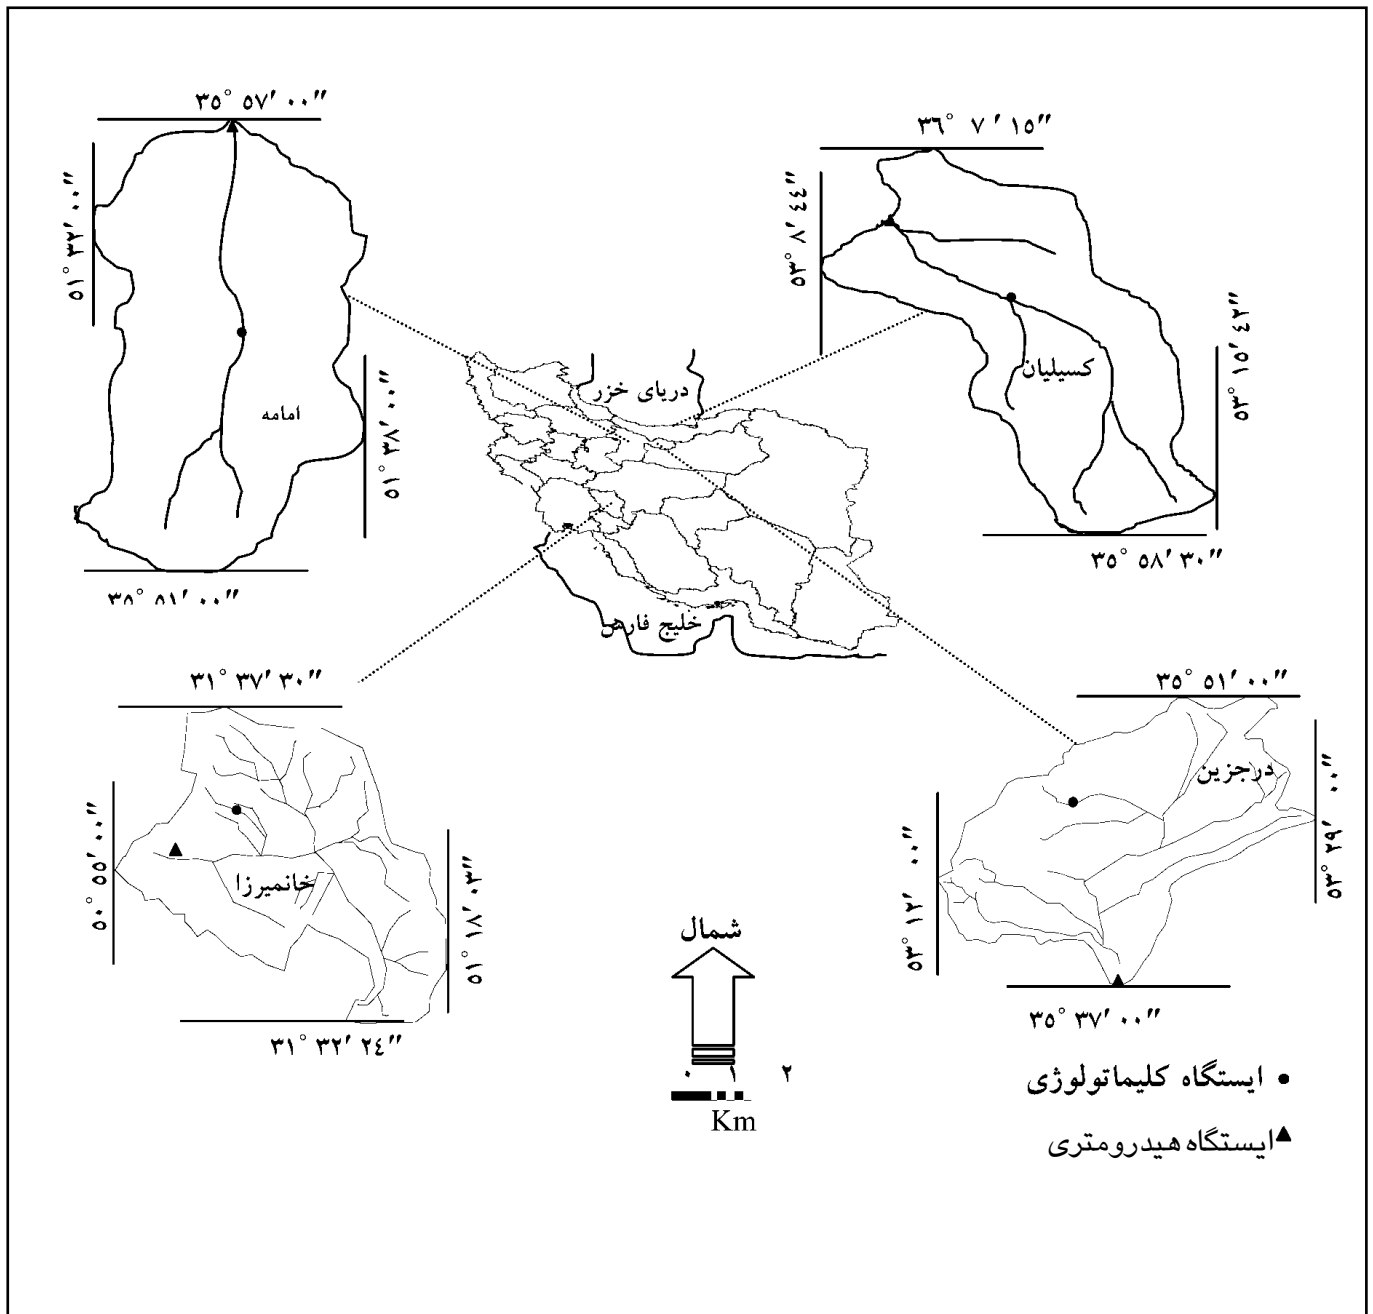 ۳۵° ۵۷′ ۰۰″
۵۱° ۳۲′ ۰۰″
امامه
۵۱° ۳۸′ ۰۰″
۳۵° ۵۱′ ۰۰″
۳۶° ۷′ ۱۵″
۵۳° ۸′ ٤٤″
کسیلیان
۵۳° ۱۵′ ٤۲″
۳۵° ۵۸′ ۳۰″
دریای خزر
خلیج فارس
۳۱° ۳۷′ ۳۰″
۵۰° ۵۵′ ۰۰″
خانمیرزا
۵۱° ۱۸′ ۰۳″
۳۱° ۳۲′ ۲٤″
۳۵° ۵۱′ ۰۰″
درجزین
۵۳° ۲۹′ ۰۰″
۵۳° ۱۲′ ۰۰″
۳۵° ۳۷′ ۰۰″
شمال
۰ ۱ ۲
Km
ایستگاه کلیماتولوژی
ایستگاه هیدرومتری